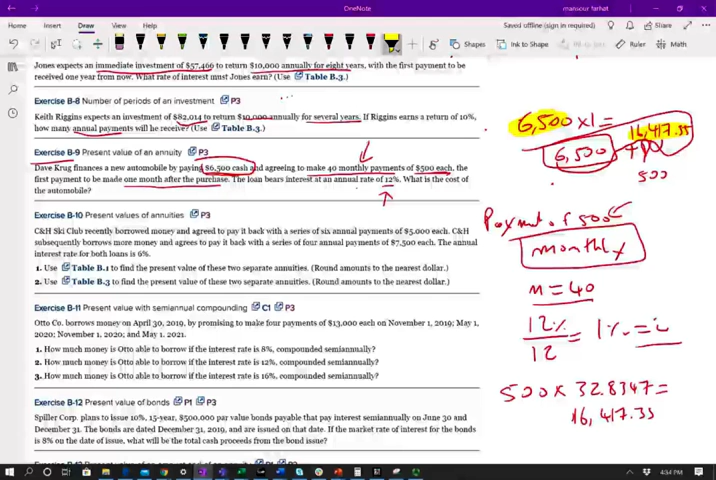 OneNote
mansour farhat
Home Insert Draw View Help
Saved offline (sign in required)
Share
Shapes Ink to Shape Ruler Math
Jones expects an immediate investment of $57,466 to return $10,000 annually for eight years, with the first payment to be
received one year from now. What rate of interest must Jones earn? (Use Table B.3.)
Exercise B-8 Number of periods of an investment P3
Keith Riggins expects an investment of $82,014 to return $10,000 annually for several years. If Riggins earns a return of 10%,
how many annual payments will he receive? (Use Table B.3.)
Exercise B-9 Present value of an annuity P3
Dave Krug finances a new automobile by paying $6,500 cash and agreeing to make 40 monthly payments of $500 each, the
first payment to be made one month after the purchase. The loan bears interest at an annual rate of 12%. What is the cost of
the automobile?
Exercise B-10 Present values of annuities P3
C&H Ski Club recently borrowed money and agreed to pay it back with a series of six annual payments of $5,000 each. C&H
subsequently borrows more money and agrees to pay it back with a series of four annual payments of $7,500 each. The annual
interest rate for both loans is 6%.
1. Use Table B.1 to find the present value of these two separate annuities. (Round amounts to the nearest dollar.)
2. Use Table B.3 to find the present value of these two separate annuities. (Round amounts to the nearest dollar.)
Exercise B-11 Present value with semiannual compounding C1 P3
Otto Co. borrows money on April 30, 2019, by promising to make four payments of $13,000 each on November 1, 2019; May 1,
2020; November 1, 2020; and May 1, 2021.
1. How much money is Otto able to borrow if the interest rate is 8%, compounded semiannually?
2. How much money is Otto able to borrow if the interest rate is 12%, compounded semiannually?
3. How much money is Otto able to borrow if the interest rate is 16%, compounded semiannually?
Exercise B-12 Present value of bonds P1 P3
Spiller Corp. plans to issue 10%, 15-year, $500,000 par value bonds payable that pay interest semiannually on June 30 and
December 31. The bonds are dated December 31, 2019, and are issued on that date. If the market rate of interest for the bonds
is 8% on the date of issue, what will be the total cash proceeds from the bond issue?
6,500 x 1 =
16,417.35
6,500 +
500
Payment of 500
monthly
n = 40
12% / 12 = 1% = i
500 x 32.8347 =
16,417.35
4:34 PM